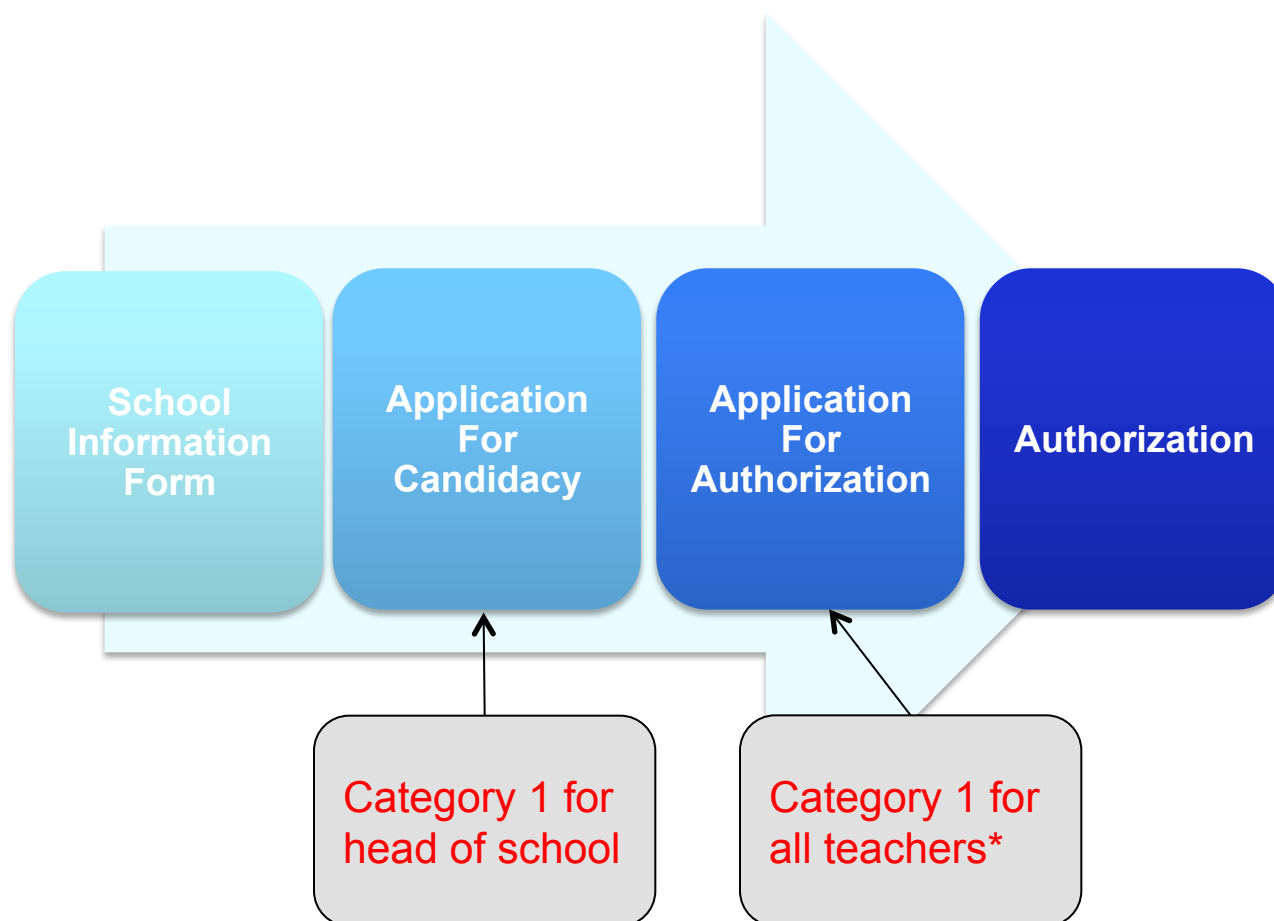 School
Information
Form
Application
For
Candidacy
Application
For
Authorization
Authorization
Category 1 for
head of school
Category 1 for
all teachers*